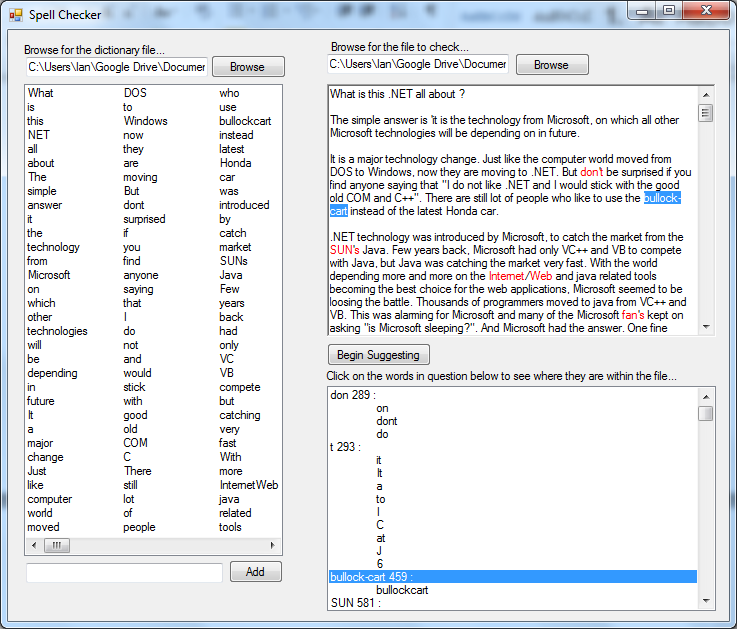 Spell Checker
Browse for the dictionary file...
C:\Users\Ian\Google Drive\Documer
Browse
What DOS who
is to use
this Windows bullockcart
NET now instead
all they latest
about are Honda
The moving car
simple But was
answer dont introduced
it surprised by
the if catch
technology you market
from find SUNs
Microsoft anyone Java
on saying Few
which that years
other I back
technologies do had
will not only
be and VC
depending would VB
in stick compete
future with but
It good catching
a old very
major COM fast
change C With
Just There more
like still InternetWeb
computer lot java
world of related
moved people tools
Add
Browse for the file to check...
C:\Users\Ian\Google Drive\Documer
Browse
What is this .NET all about ?
The simple answer is 'it is the technology from Microsoft, on which all other
Microsoft technologies will be depending on in future.
It is a major technology change. Just like the computer world moved from
DOS to Windows, now they are moving to .NET. But don't be surprised if you
find anyone saying that "I do not like .NET and I would stick with the good
old COM and C++". There are still lot of people who like to use the bullock-
cart instead of the latest Honda car.
.NET technology was introduced by Microsoft, to catch the market from the
SUN's Java. Few years back, Microsoft had only VC++ and VB to compete
with Java, but Java was catching the market very fast. With the world
depending more and more on the Internet/Web and java related tools
becoming the best choice for the web applications, Microsoft seemed to be
loosing the battle. Thousands of programmers moved to java from VC++ and
VB. This was alarming for Microsoft and many of the Microsoft fan's kept on
asking "is Microsoft sleeping?". And Microsoft had the answer. One fine
Begin Suggesting
Click on the words in question below to see where they are within the file...
don 289 :
on
dont
do
t 293 :
it
It
a
to
I
C
at
J
6
bullock-cart 459 :
bullockcart
SUN 581 :